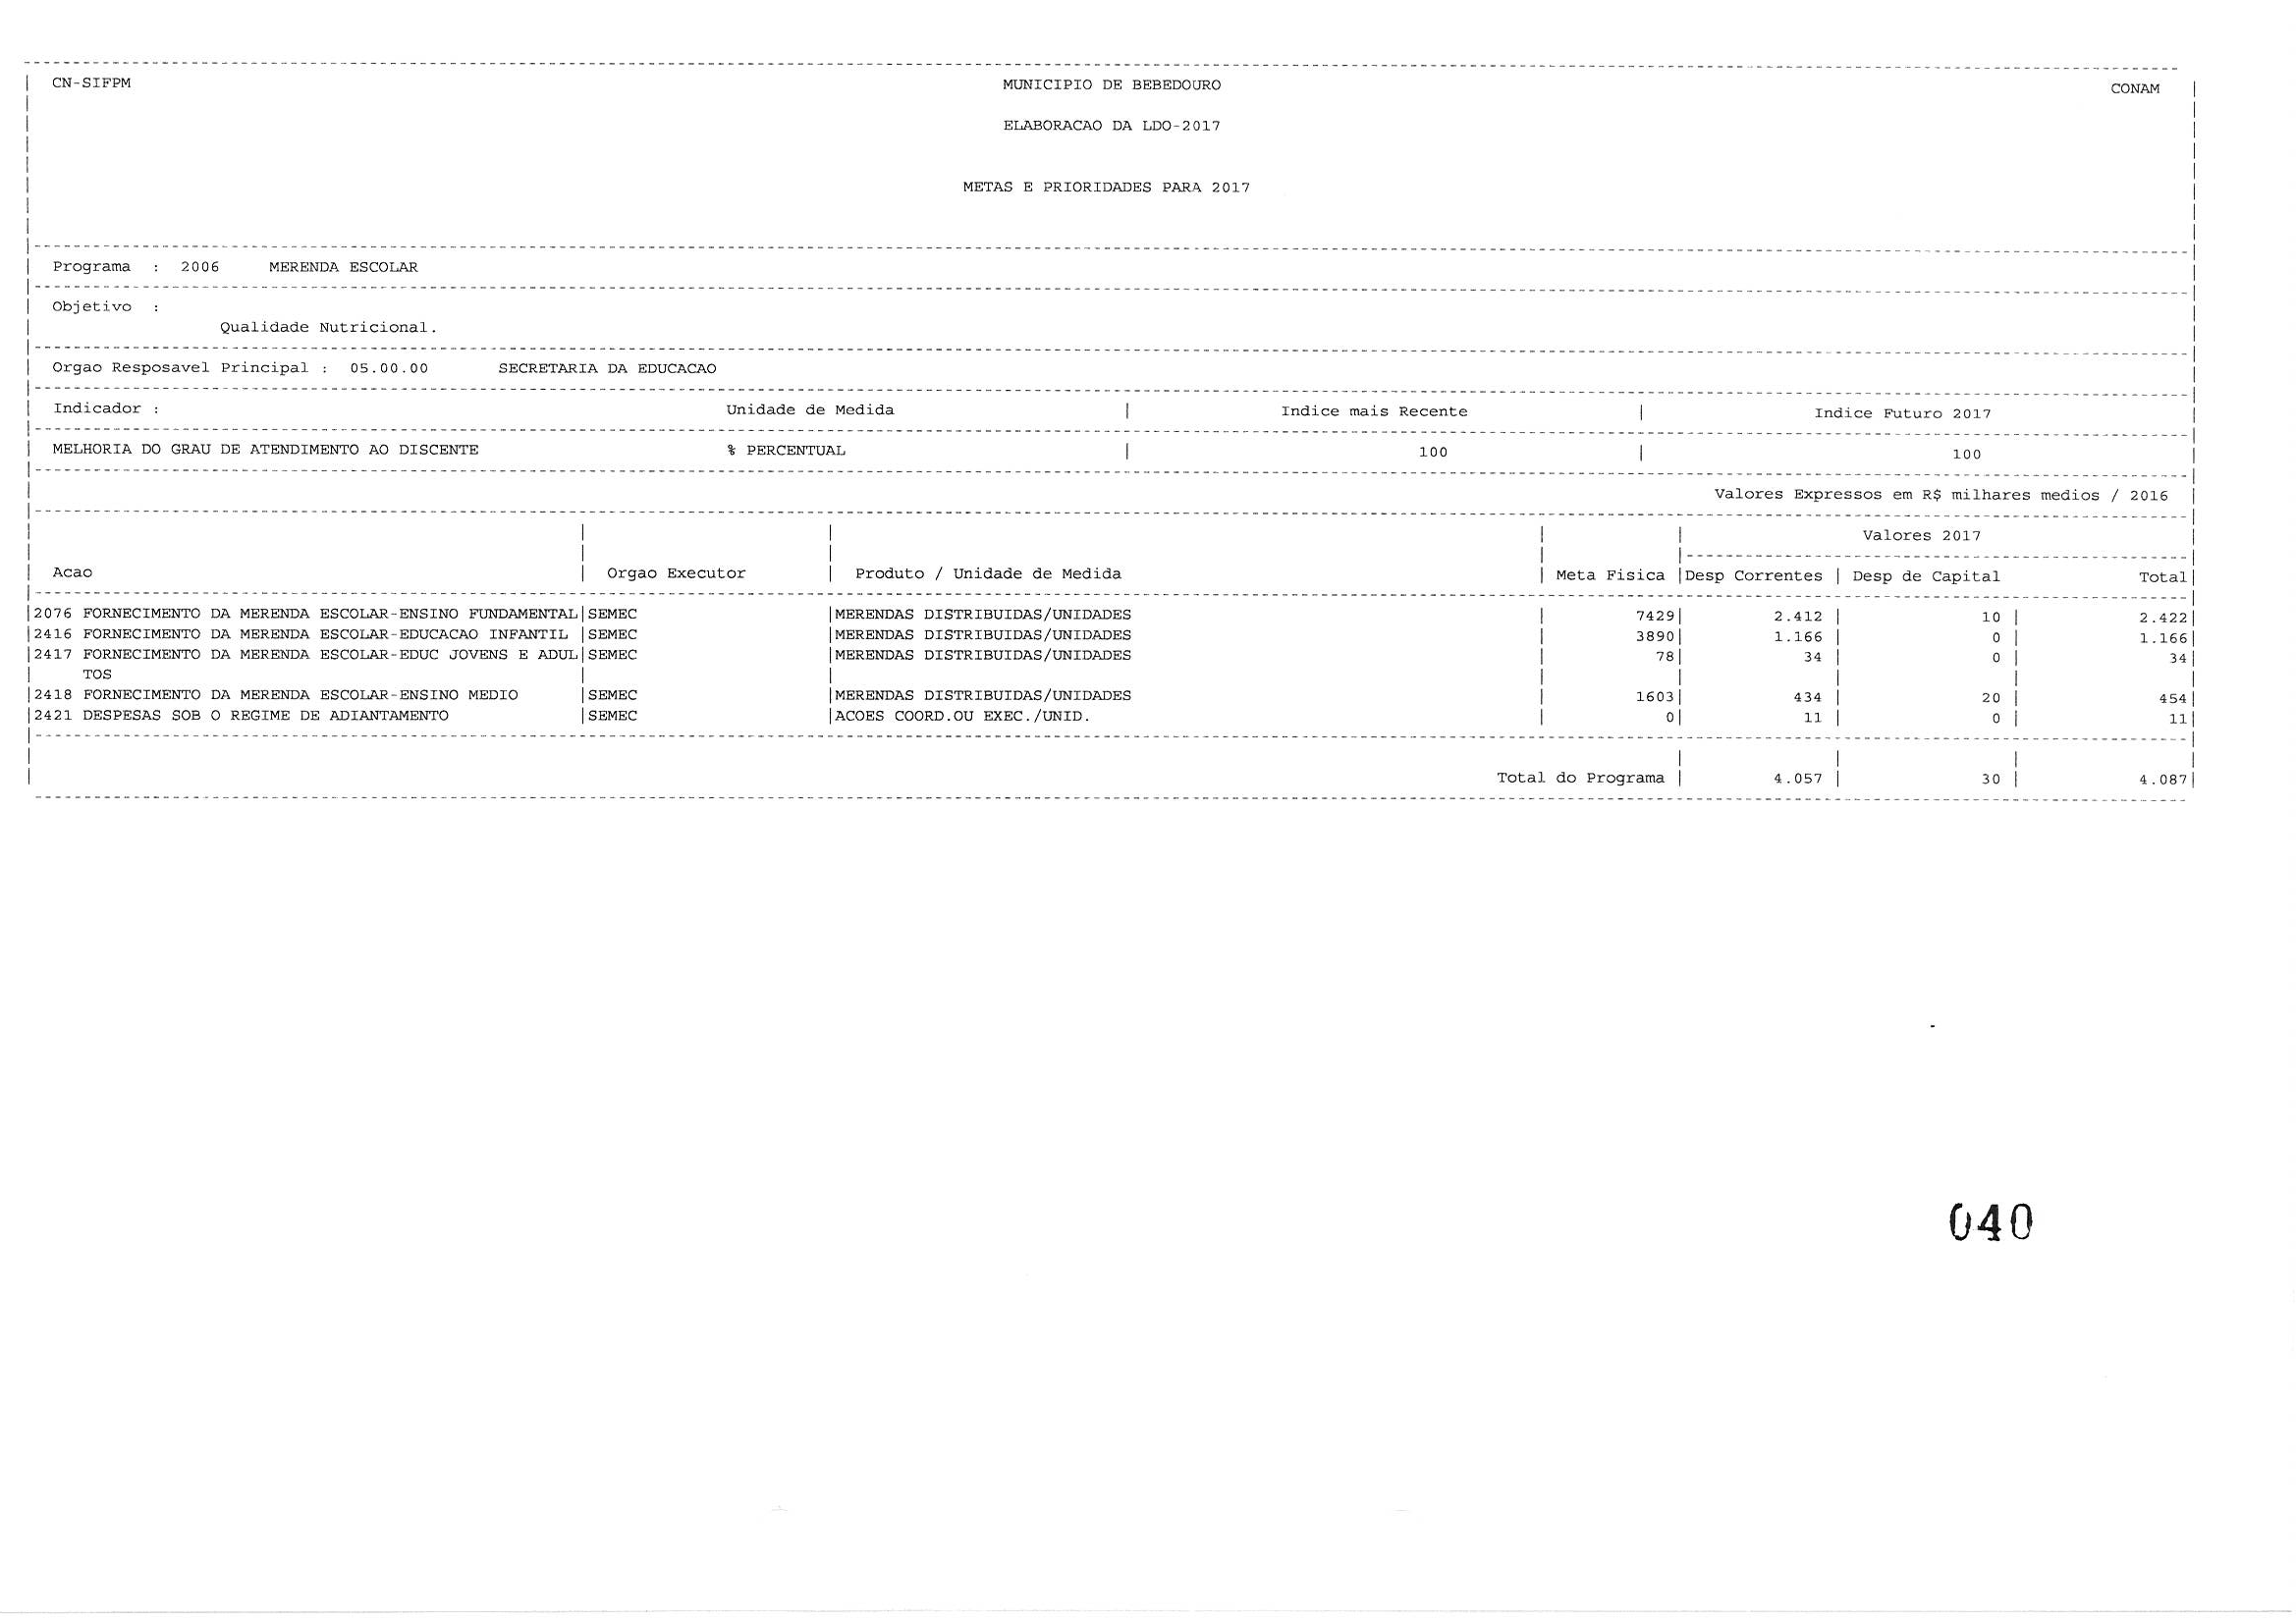 CN-SIFPM MUNICIPIO DE BEBEDOURO CONAM
ELABORACAO DA LDO-2017
METAS E PRIORIDADES PARA 2017
Programa : 2006 MERENDA ESCOLAR
Objetivo :
Qualidade Nutricional.
Orgao Resposavel Principal : 05.00.00 SECRETARIA DA EDUCACAO
Indicador : Unidade de Medida | Indice mais Recente | Indice Futuro 2017
MELHORIA DO GRAU DE ATENDIMENTO AO DISCENTE % PERCENTUAL | 100 | 100
Valores Expressos em R$ milhares medios / 2016
Valores 2017
Acao | Orgao Executor | Produto / Unidade de Medida | Meta Fisica |Desp Correntes | Desp de Capital Total|
|2076 FORNECIMENTO DA MERENDA ESCOLAR-ENSINO FUNDAMENTAL|SEMEC |MERENDAS DISTRIBUIDAS/UNIDADES | 7429| 2.412 | 10 | 2.422|
|2416 FORNECIMENTO DA MERENDA ESCOLAR-EDUCACAO INFANTIL |SEMEC |MERENDAS DISTRIBUIDAS/UNIDADES | 3890| 1.166 | 0 | 1.166|
|2417 FORNECIMENTO DA MERENDA ESCOLAR-EDUC JOVENS E ADUL|SEMEC |MERENDAS DISTRIBUIDAS/UNIDADES | 78| 34 | 0 | 34|
TOS
|2418 FORNECIMENTO DA MERENDA ESCOLAR-ENSINO MEDIO |SEMEC |MERENDAS DISTRIBUIDAS/UNIDADES | 1603| 434 | 20 | 454|
|2421 DESPESAS SOB O REGIME DE ADIANTAMENTO |SEMEC |ACOES COORD.OU EXEC./UNID. | 0| 11 | 0 | 11|
Total do Programa | 4.057 | 30 | 4.087|
040